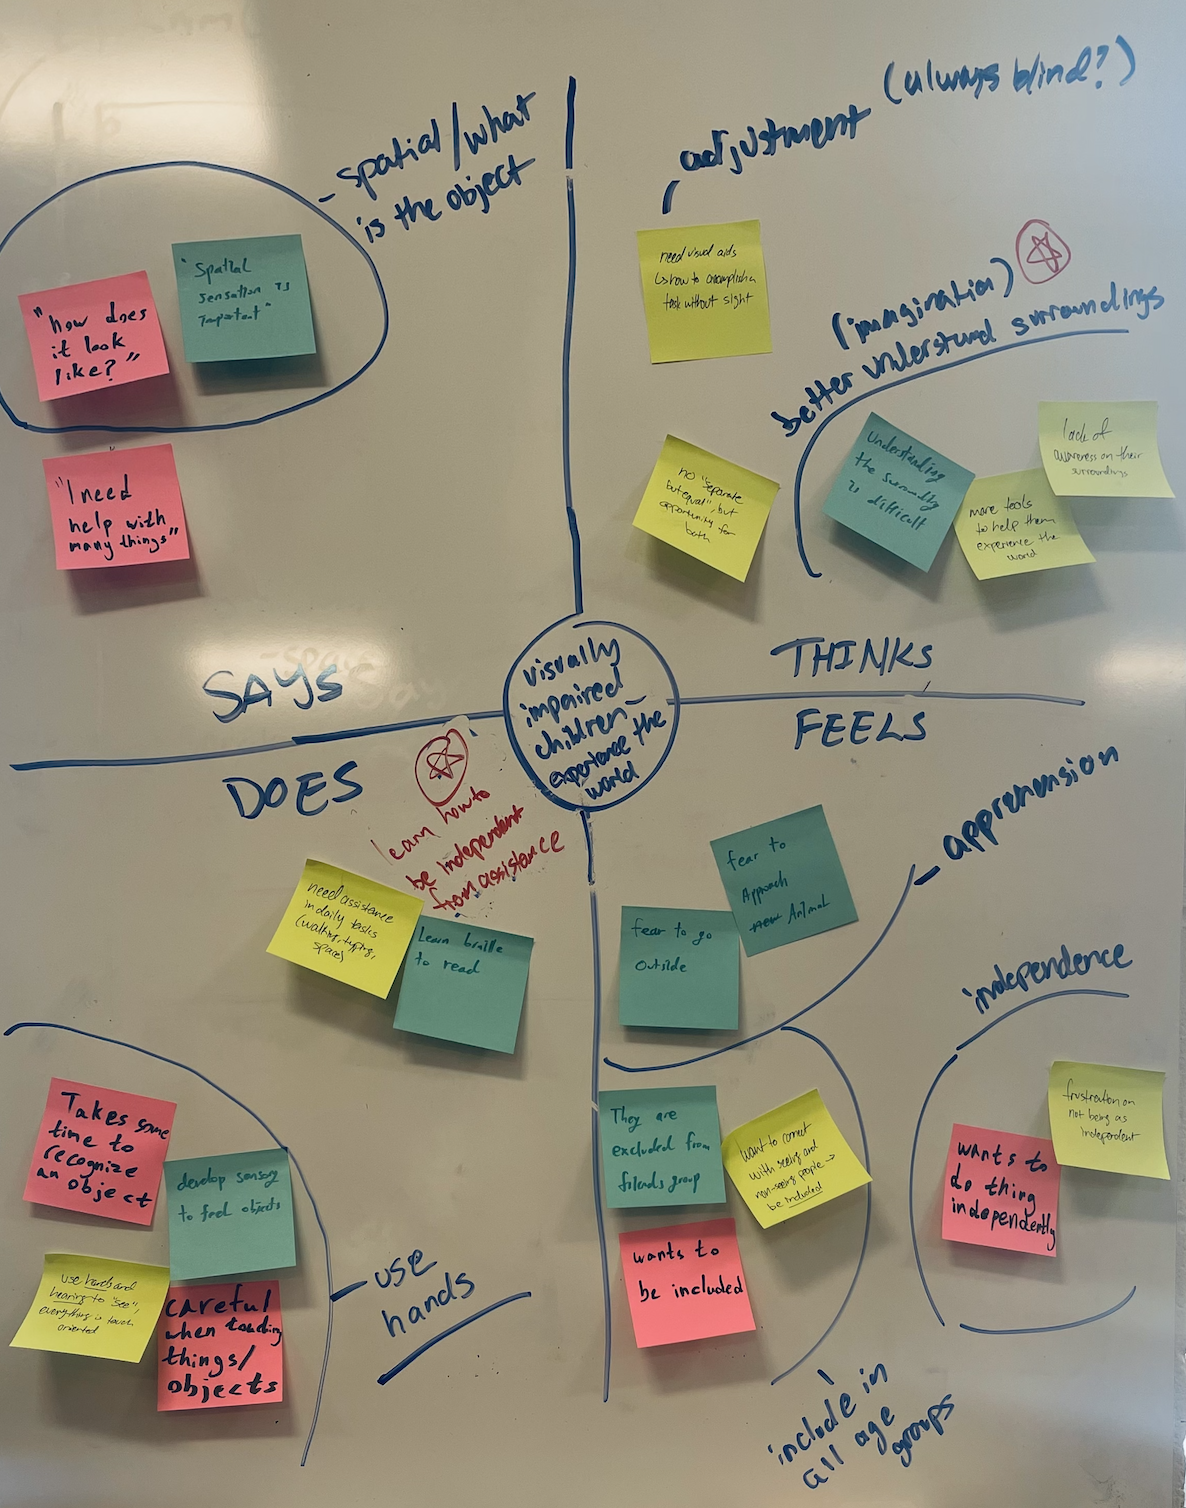 - spatial/what
is the object
"Spatial
sensation is
important"
"how does
it look
like?"
"I need
help with
many things"
SAYS
adjustment (always blind?)
need visual aids
↳ how to accomplish a
task without sight
(imagination)
better understand surroundings
no "separate
but equal", but
opportunity for
both
Understanding
the surroundig
is difficult
lack of
awareness on their
surroundings
more tools
to help them
experience the
world
THINKS
visually
impaired
children -
experience the
world
DOES
learn how to
be independent
from assistance
need assistance
in daily tasks
(walking, typing,
spaces)
Learn braille
to read
Takes some
time to
recognize
an object
develop sensory
to feel objects
use hands and
hearing to "see",
everything is touch
oriented
careful
when touching
things/
objects
- use
hands
FEELS
- apprehension
fear to
Approach
new Animal
fear to go
Outside
They are
excluded from
friends group
want to connect
with seeing and
non-seeing people →
be included
wants to
be included
include in
all age
groups
independence
frustration on
not being as
independent
wants to
do thing
independently